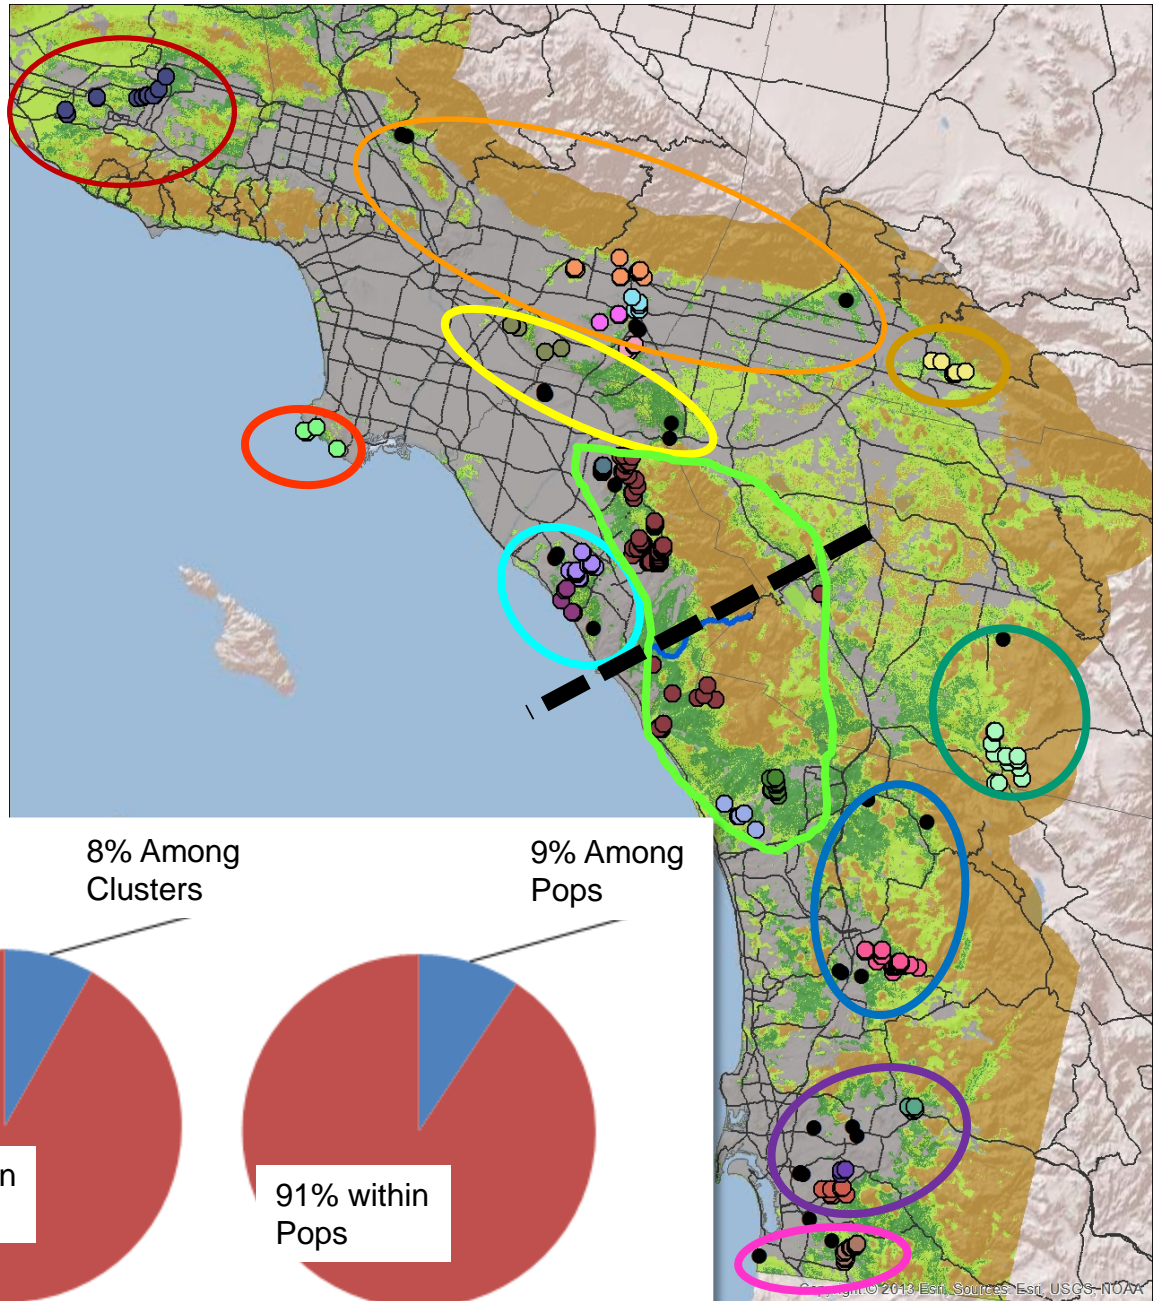 8% Among
Clusters
9% Among
Pops
n
91% within
Pops
Copyright:© 2013 Esri, Sources: Esri, USGS, NOAA